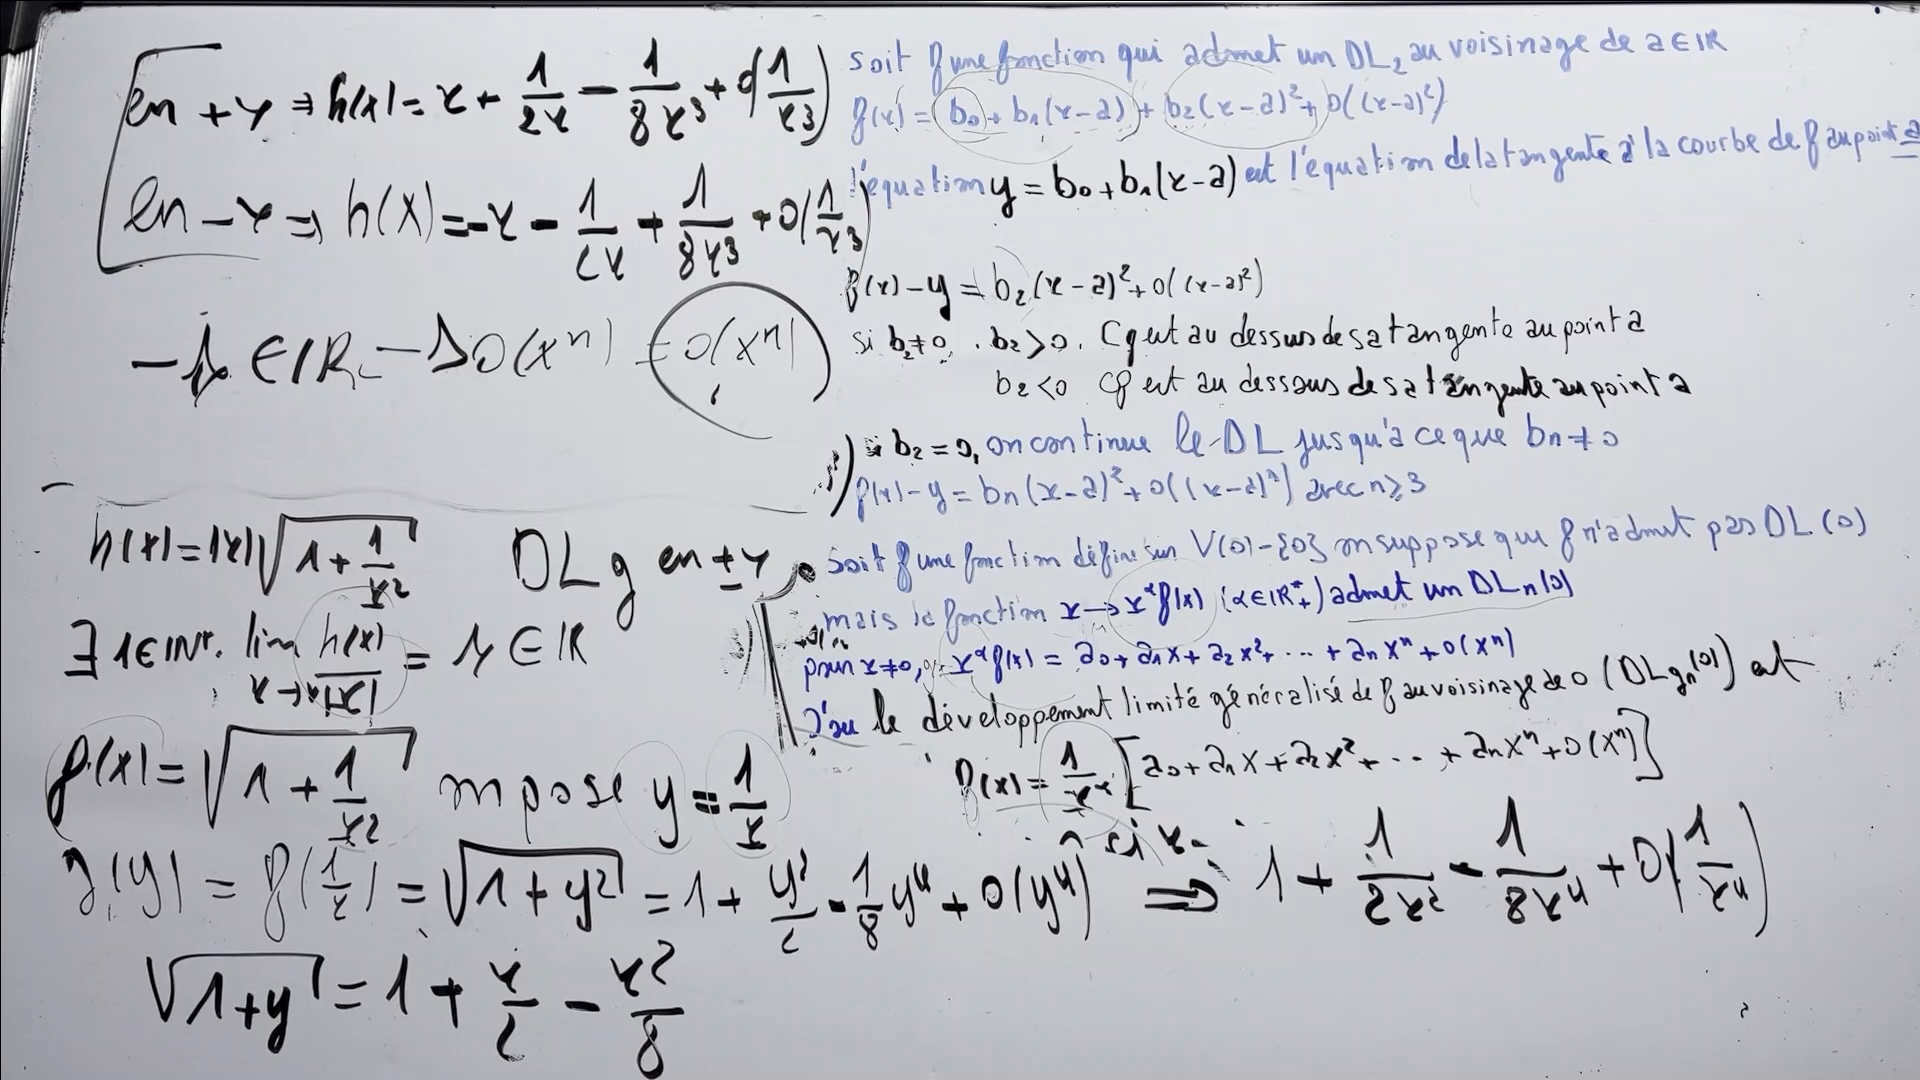 en + ∞ ⇒ h(x) = x + 1/2x - 1/8x³ + o(1/x³)
en - ∞ ⇒ h(x) = -x - 1/2x + 1/8x³ + o(1/x³)
∈ IR o(xⁿ) = o(xⁿ)
h(x) = |x| √(1 + 1/x²) DLg en ± ∞
∃ 1 ∈ IN*. lim x→ h(x)/|x| = 1 ∈ IR
f(x) = √(1 + 1/x²) on pose y = 1/x
g(y) = f(1/x) = √(1 + y²) = 1 + y²/2 - 1/8 y⁴ + o(y⁴) ⇒ 1 + 1/2x² - 1/8x⁴ + o(1/x⁴)
√(1+y) = 1 + x/2 - x²/8
soit f une fonction qui admet un DL₂ au voisinage de a ∈ IR
f(x) = b₀ + b₁(x-a) + b₂(x-a)² + o((x-a)²)
l'equation y = b₀ + b₁(x-a) est l'équation de la tangente à la courbe de f au point a
f(x) - y = b₂(x-a)² + o((x-a)²)
si b₂≠0 . b₂>0. Cf est au dessus de sa tangente au point a
b₂<0 Cf est au dessous de sa tangente au point a
si b₂ = 0, on continue le DL jusqu'à ce que bn ≠ 0
f(x) - y = bn (x-a)² + o((x-a)ⁿ) avec n ≥ 3
Soit f une fonction définie sur V(0)-{0} on suppose que f n'admet pas DL(0)
mais la fonction x → x^α f(x) (α ∈ IR*₊) admet un DLn(0)
pour x≠0, x^α f(x) = a₀ + a₁x + a₂x² + ... + anxⁿ + o(xⁿ)
D'où le développement limité généralisé de f au voisinage de 0 (DLgn(0)) est
f(x) = 1/x^α [a₀ + a₁x + a₂x² + ... + anxⁿ + o(xⁿ)]
si x